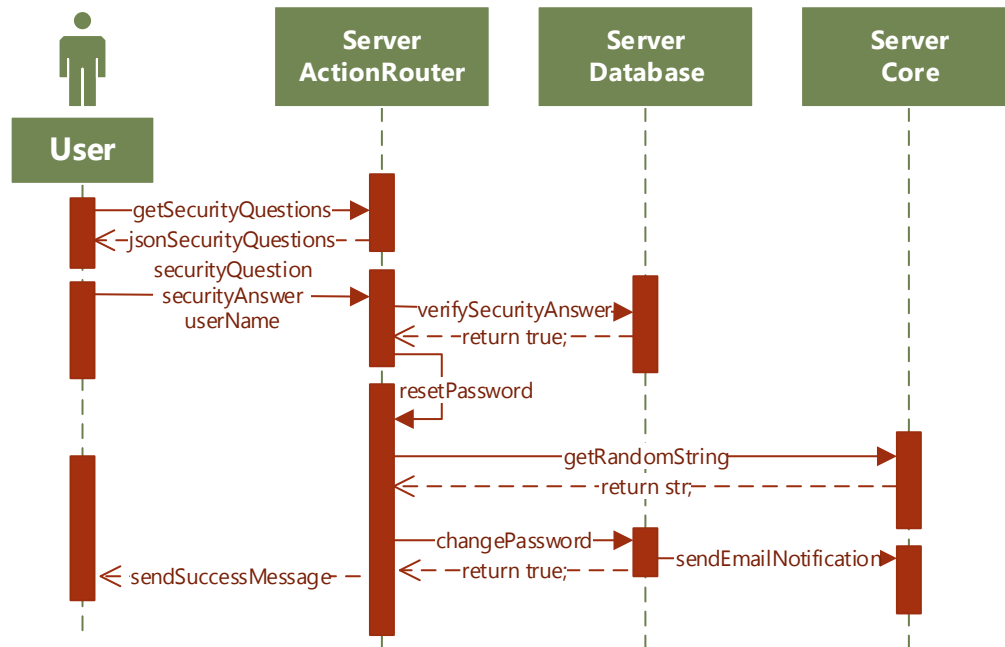 Server
ActionRouter
Server
Database
Server
Core
User
getSecurityQuestions
jsonSecurityQuestions
securityQuestion
securityAnswer
userName
verifySecurityAnswer
return true;
resetPassword
getRandomString
return str;
changePassword
sendEmailNotification
return true;
sendSuccessMessage